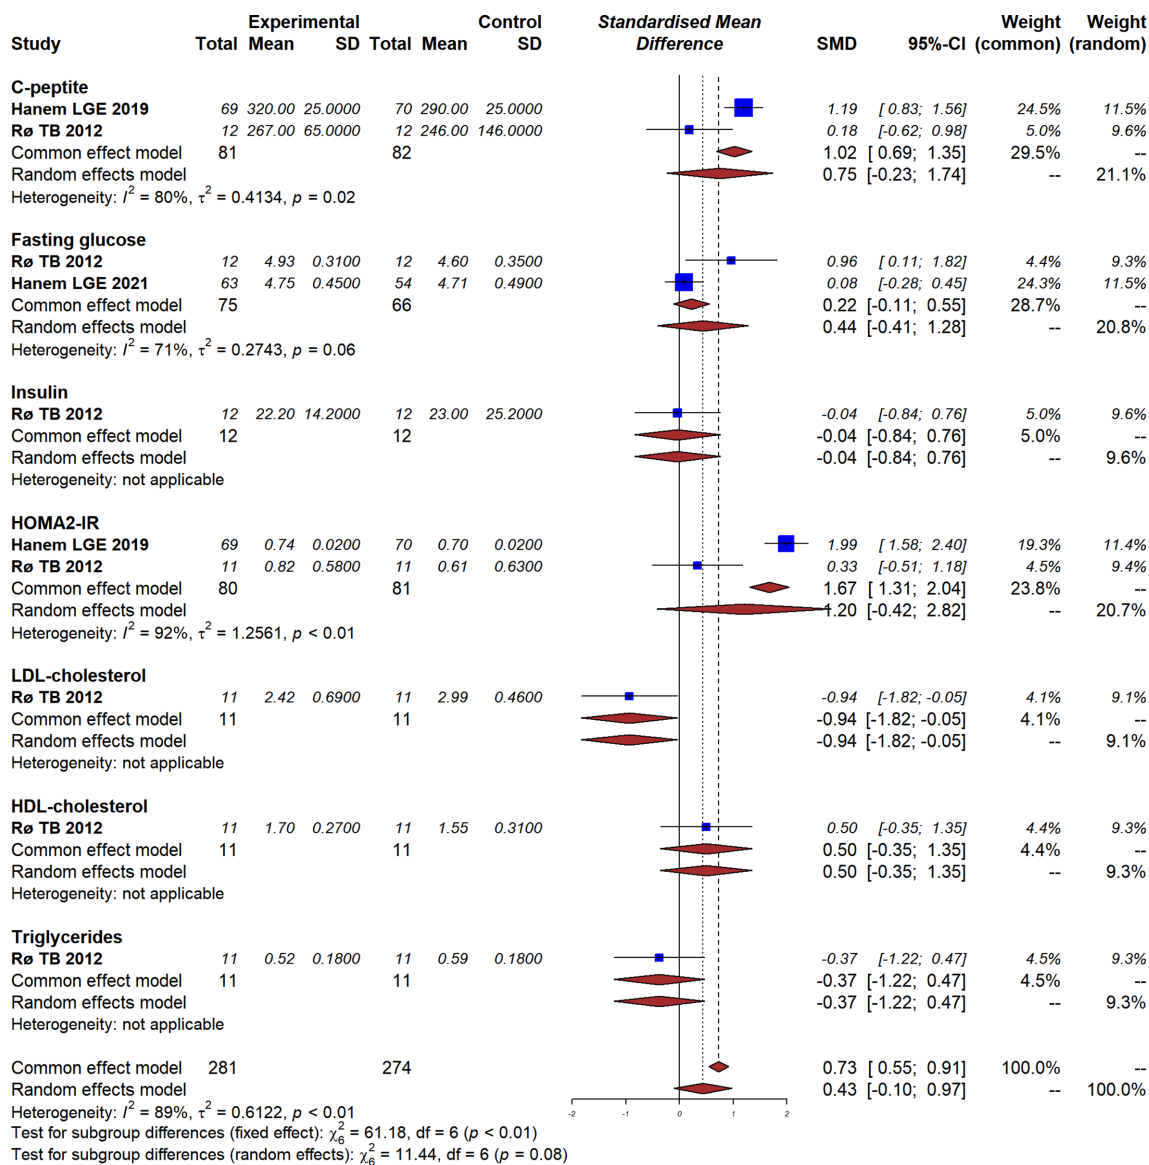 Experimental Control Standardised Mean Weight Weight
Study Total Mean SD Total Mean SD Difference SMD 95%-CI (common) (random)
C-peptite
Hanem LGE 2019 69 320.00 25.0000 70 290.00 25.0000 1.19 [ 0.83; 1.56] 24.5% 11.5%
Rø TB 2012 12 267.00 65.0000 12 246.00 146.0000 0.18 [-0.62; 0.98] 5.0% 9.6%
Common effect model 81 82 1.02 [ 0.69; 1.35] 29.5% --
Random effects model 0.75 [-0.23; 1.74] -- 21.1%
Heterogeneity: I² = 80%, τ² = 0.4134, p = 0.02
Fasting glucose
Rø TB 2012 12 4.93 0.3100 12 4.60 0.3500 0.96 [ 0.11; 1.82] 4.4% 9.3%
Hanem LGE 2021 63 4.75 0.4500 54 4.71 0.4900 0.08 [-0.28; 0.45] 24.3% 11.5%
Common effect model 75 66 0.22 [-0.11; 0.55] 28.7% --
Random effects model 0.44 [-0.41; 1.28] -- 20.8%
Heterogeneity: I² = 71%, τ² = 0.2743, p = 0.06
Insulin
Rø TB 2012 12 22.20 14.2000 12 23.00 25.2000 -0.04 [-0.84; 0.76] 5.0% 9.6%
Common effect model 12 12 -0.04 [-0.84; 0.76] 5.0% --
Random effects model -0.04 [-0.84; 0.76] -- 9.6%
Heterogeneity: not applicable
HOMA2-IR
Hanem LGE 2019 69 0.74 0.0200 70 0.70 0.0200 1.99 [ 1.58; 2.40] 19.3% 11.4%
Rø TB 2012 11 0.82 0.5800 11 0.61 0.6300 0.33 [-0.51; 1.18] 4.5% 9.4%
Common effect model 80 81 1.67 [ 1.31; 2.04] 23.8% --
Random effects model 1.20 [-0.42; 2.82] -- 20.7%
Heterogeneity: I² = 92%, τ² = 1.2561, p < 0.01
LDL-cholesterol
Rø TB 2012 11 2.42 0.6900 11 2.99 0.4600 -0.94 [-1.82; -0.05] 4.1% 9.1%
Common effect model 11 11 -0.94 [-1.82; -0.05] 4.1% --
Random effects model -0.94 [-1.82; -0.05] -- 9.1%
Heterogeneity: not applicable
HDL-cholesterol
Rø TB 2012 11 1.70 0.2700 11 1.55 0.3100 0.50 [-0.35; 1.35] 4.4% 9.3%
Common effect model 11 11 0.50 [-0.35; 1.35] 4.4% --
Random effects model 0.50 [-0.35; 1.35] -- 9.3%
Heterogeneity: not applicable
Triglycerides
Rø TB 2012 11 0.52 0.1800 11 0.59 0.1800 -0.37 [-1.22; 0.47] 4.5% 9.3%
Common effect model 11 11 -0.37 [-1.22; 0.47] 4.5% --
Random effects model -0.37 [-1.22; 0.47] -- 9.3%
Heterogeneity: not applicable
Common effect model 281 274 0.73 [ 0.55; 0.91] 100.0% --
Random effects model 0.43 [-0.10; 0.97] -- 100.0%
Heterogeneity: I² = 89%, τ² = 0.6122, p < 0.01
-2 -1 0 1 2
Test for subgroup differences (fixed effect): χ²₆ = 61.18, df = 6 (p < 0.01)
Test for subgroup differences (random effects): χ²₆ = 11.44, df = 6 (p = 0.08)